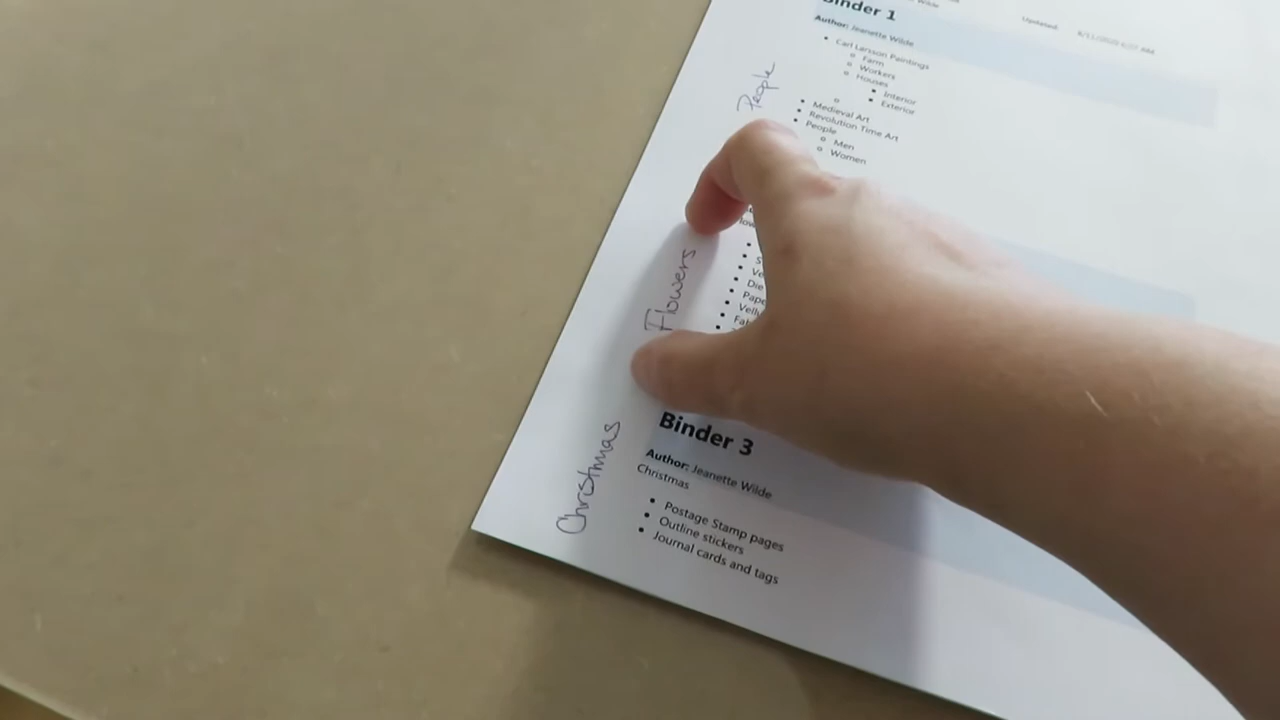 Binder 1
Updated
Author: Jeanette Wilde
Carl Larsson Paintings
Farm
Workers
Houses
Interior
Exterior
Medieval Art
Revolution Time Art
People
Men
Women
People
Flowers
Binder 3
Author: Jeanette Wilde
Christmas
Postage Stamp pages
Outline stickers
Journal cards and tags
Christmas